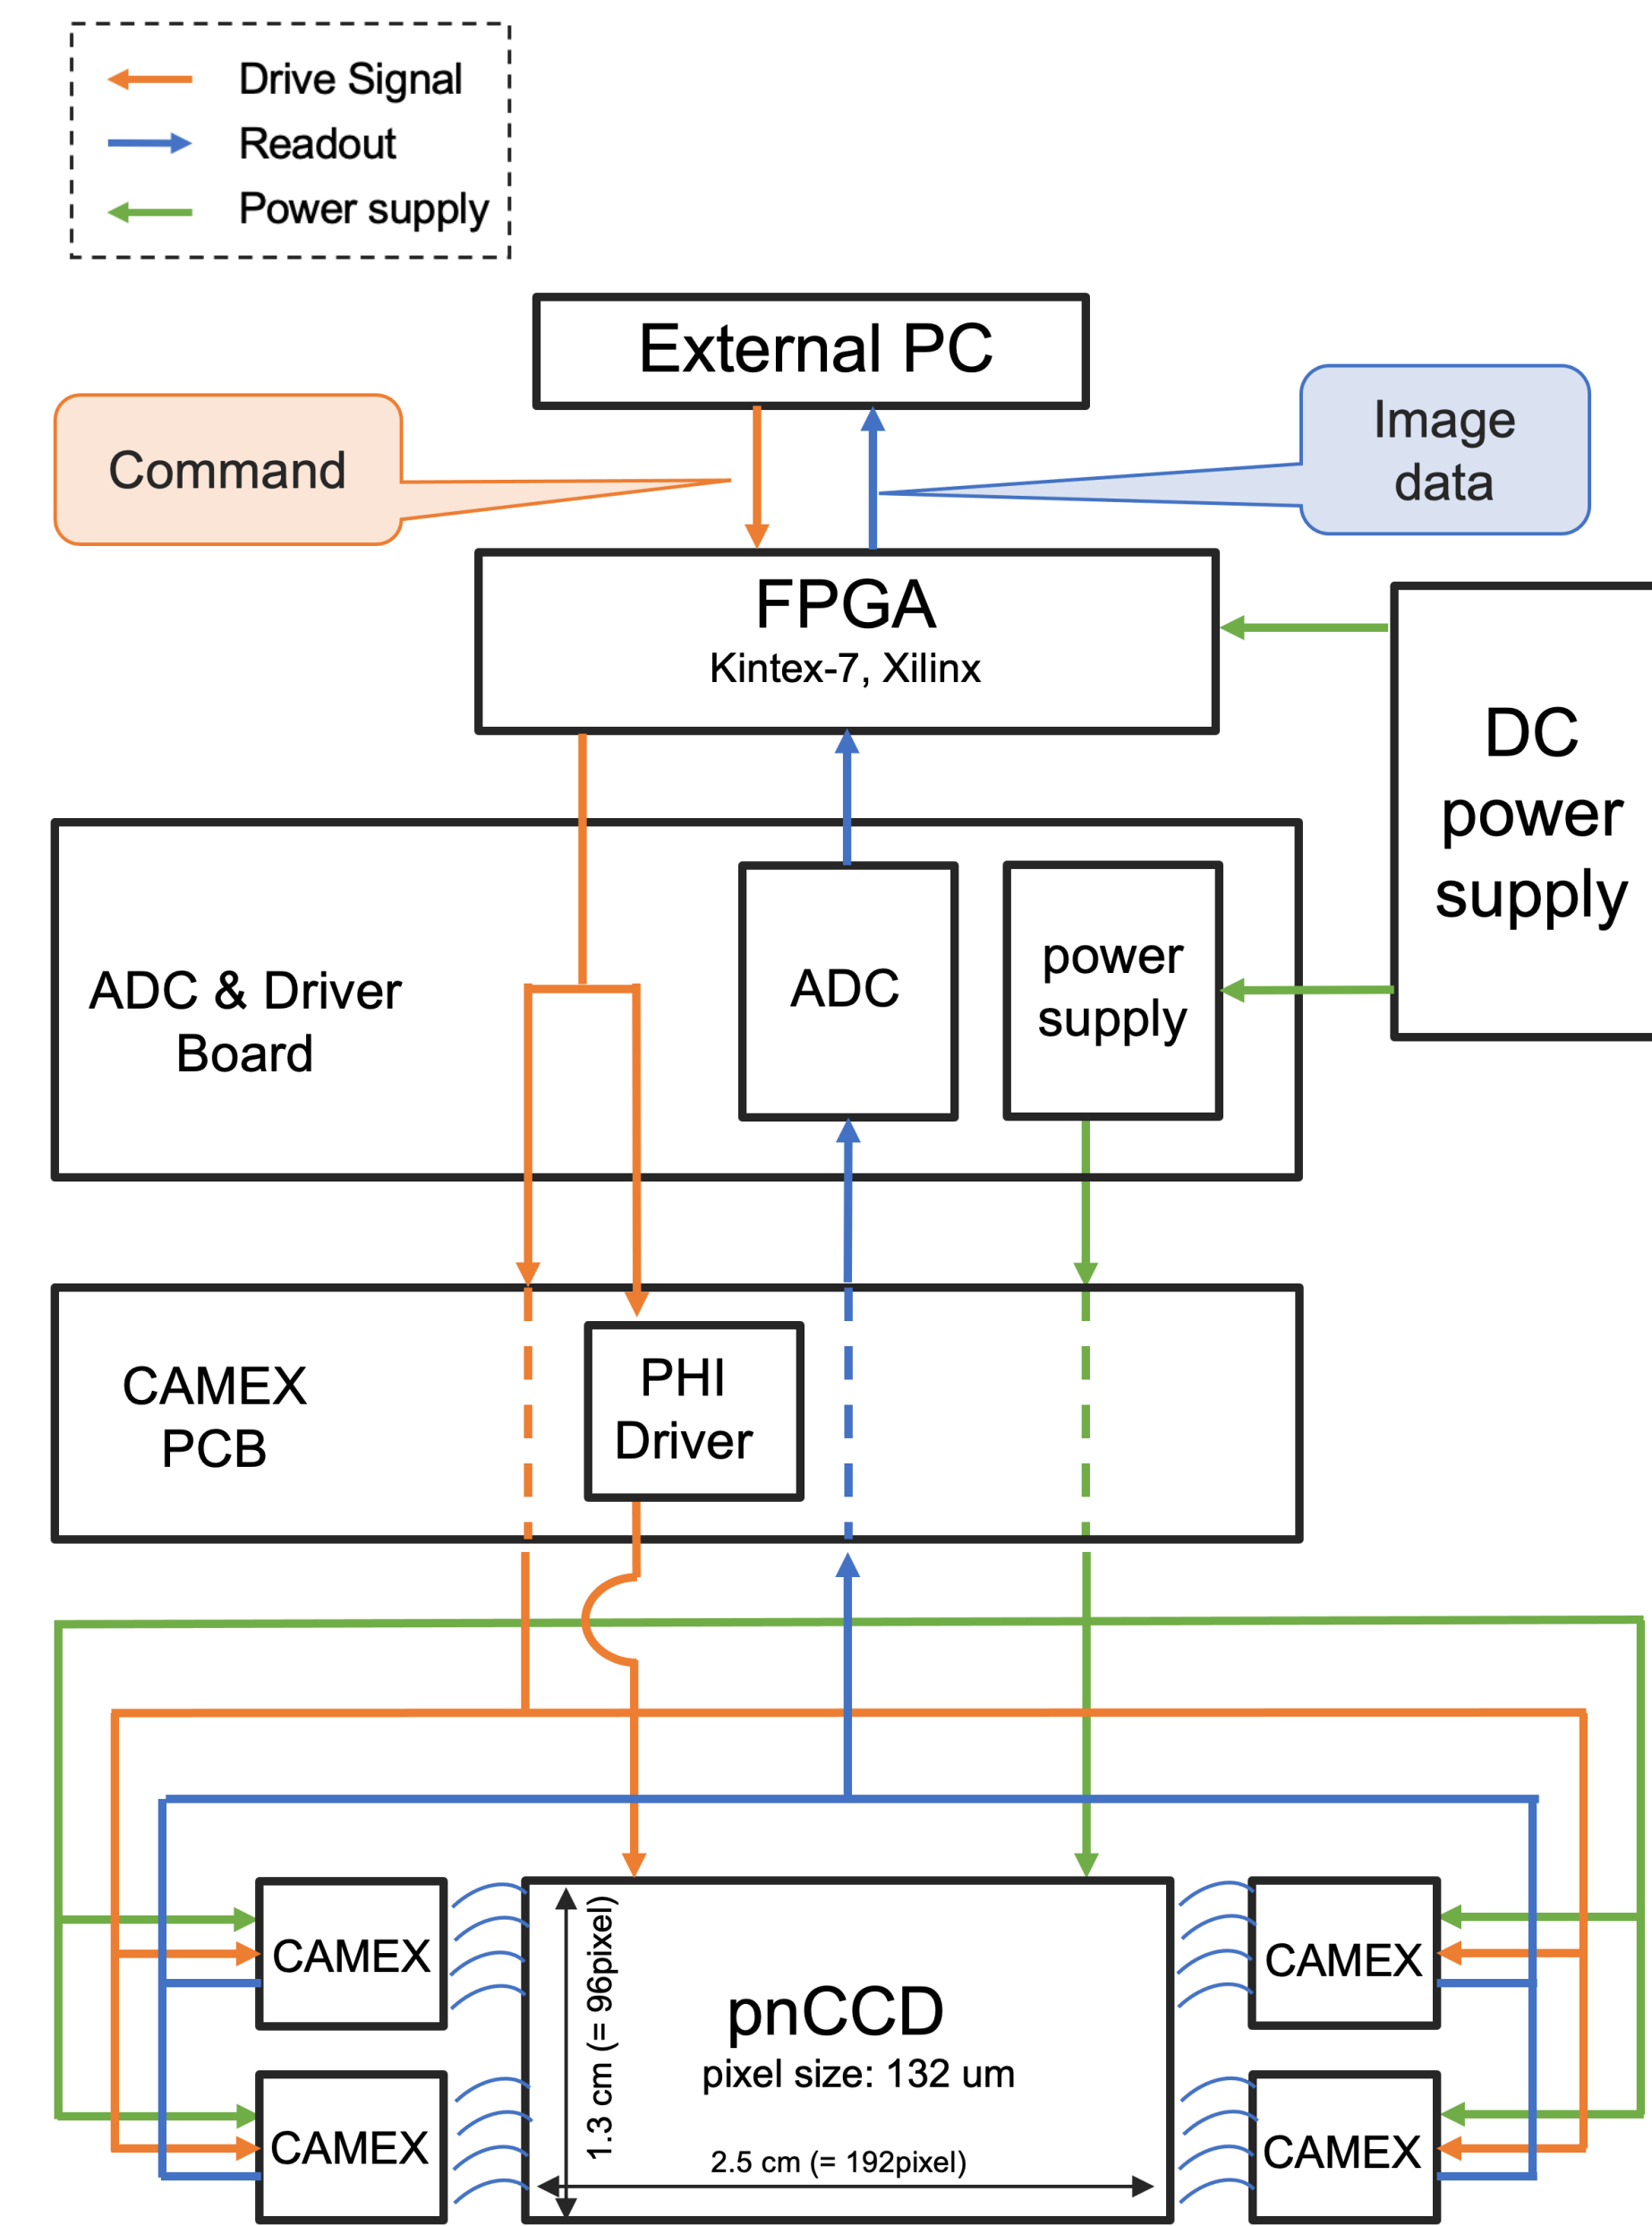 Drive Signal
Readout
Power supply
External PC
Command
Image
data
FPGA
Kintex-7, Xilinx
DC
power
supply
ADC & Driver
Board
ADC
power
supply
CAMEX
PCB
PHI
Driver
CAMEX
CAMEX
pnCCD
pixel size: 132 um
1.3 cm (= 96pixel)
2.5 cm (= 192pixel)
CAMEX
CAMEX